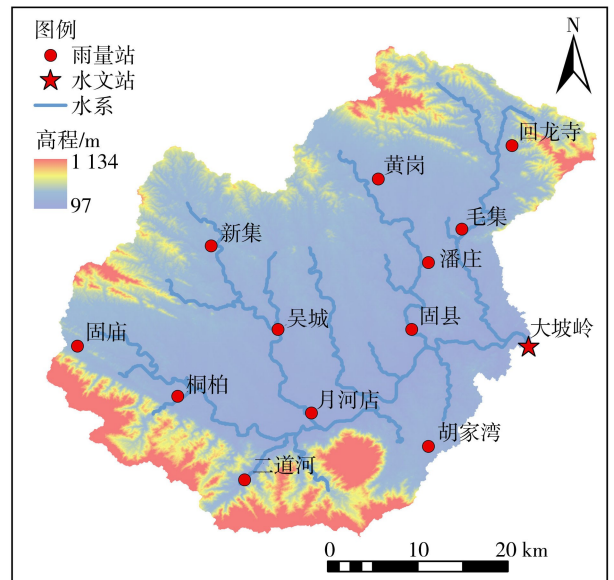 图例
雨量站
水文站
水系
高程/m
1 134
97
N
回龙寺
黄岗
毛集
新集
潘庄
吴城
固县
大坡岭
固庙
桐柏
月河店
胡家湾
二道河
0 10 20 km